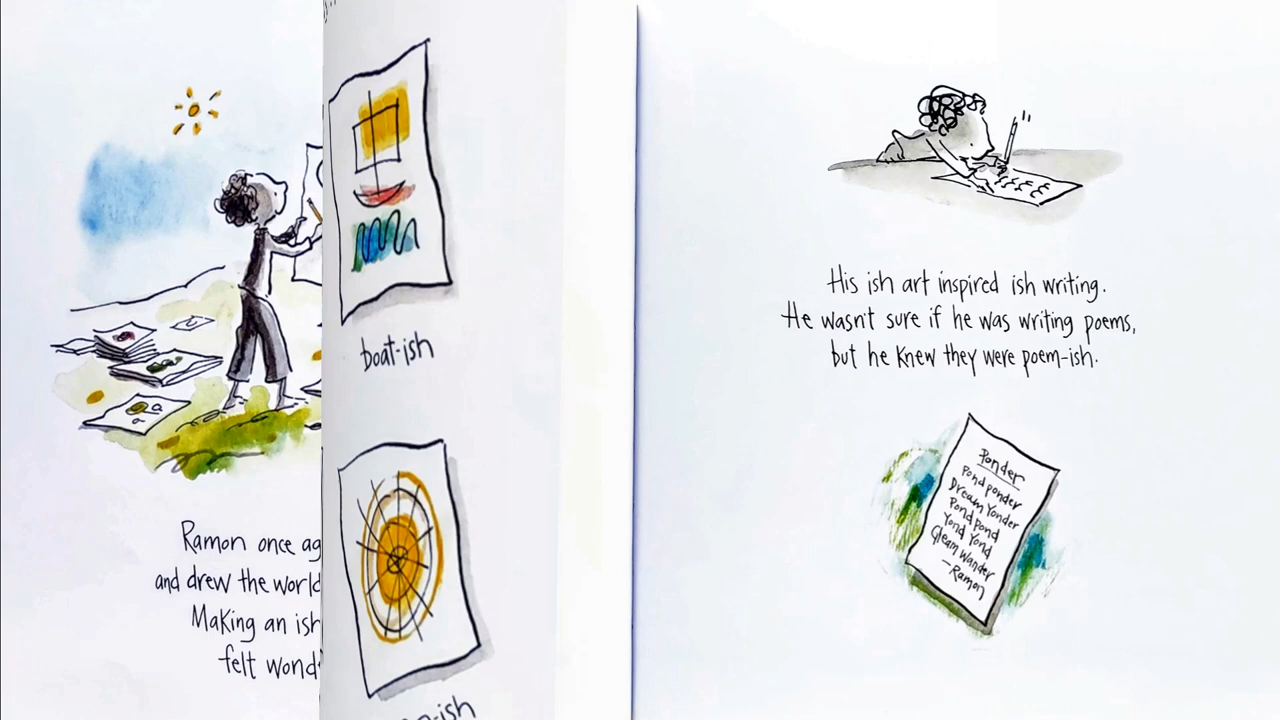 Ramon once ag
and drew the world
Making an ish
felt wond
boat-ish
-ish
His ish art inspired ish writing.
He wasn't sure if he was writing poems,
but he knew they were poem-ish.
Ponder
Pond ponder
Dream Yonder
Pond pond
Yond Yond
Gleam Wander
—Ramon